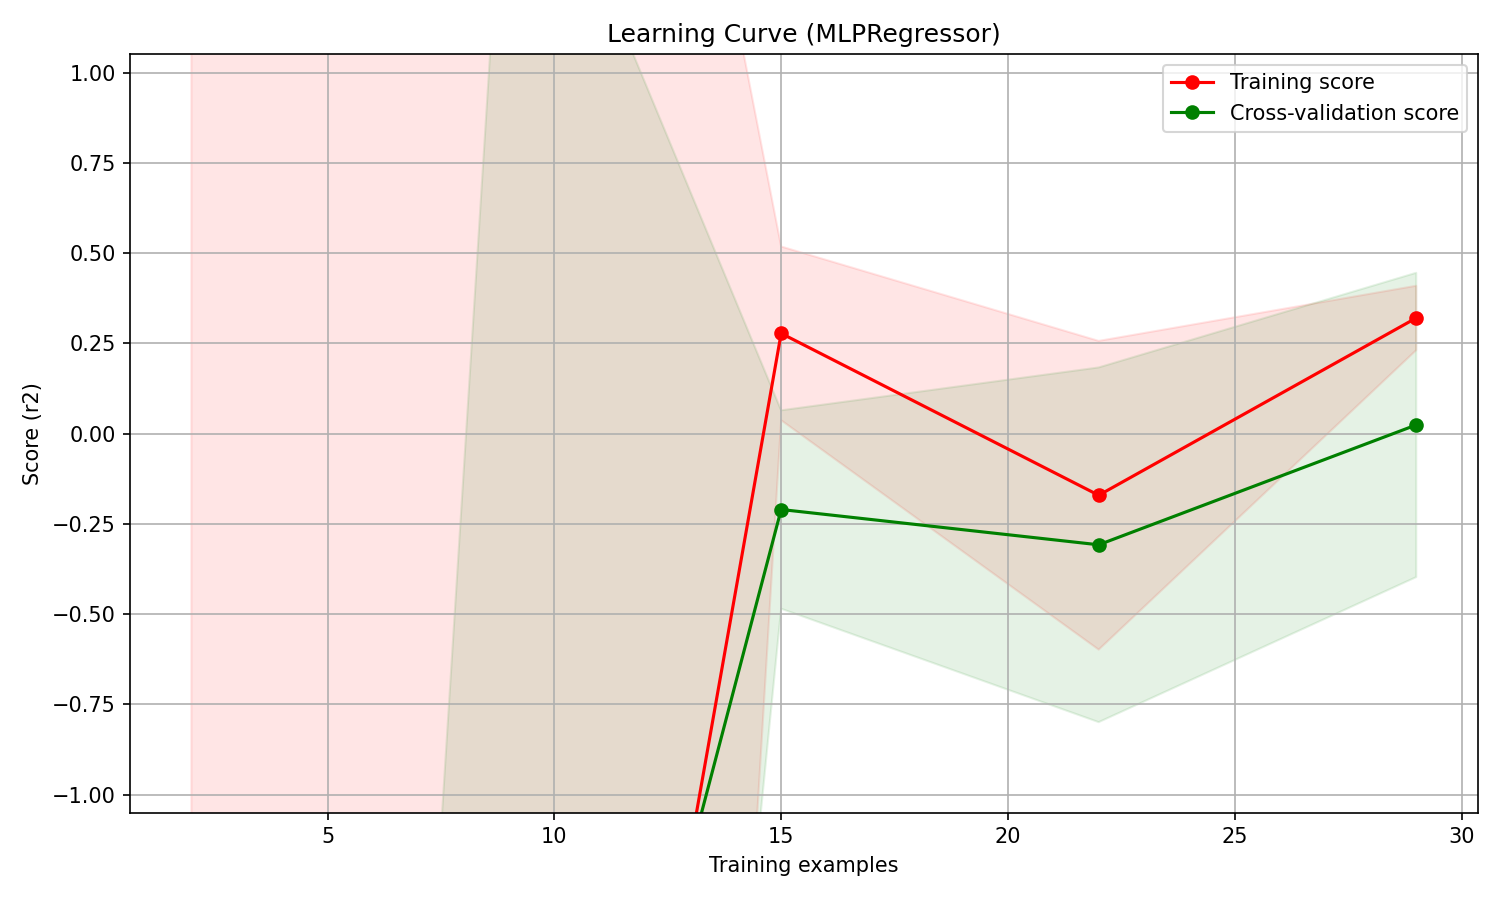 Learning Curve (MLPRegressor)
Training score
Cross-validation score
1.00
0.75
0.50
0.25
0.00
−0.25
−0.50
−0.75
−1.00
Score (r2)
5 10 15 20 25 30
Training examples